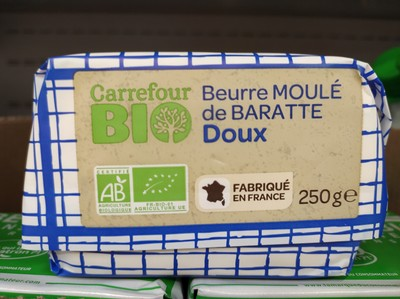 Carrefour
BIO
Beurre MOULÉ
de BARATTE
Doux
CERTIFIÉ
AB
AGRICULTURE
BIOLOGIQUE
FR-BIO-01
AGRICULTURE UE
FABRIQUÉ
EN FRANCE
250g e